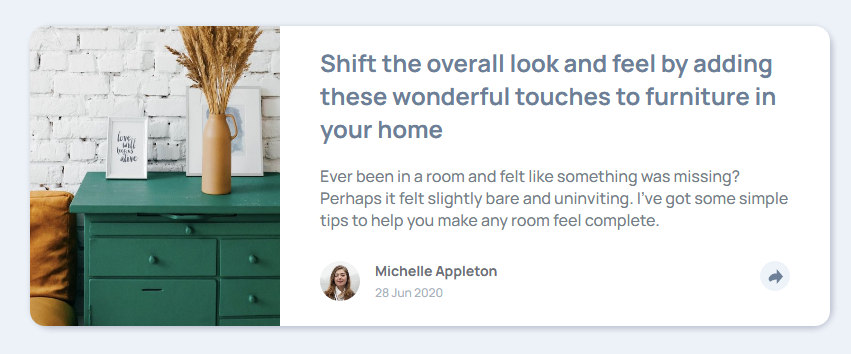 love
will
begin
alive
Shift the overall look and feel by adding
these wonderful touches to furniture in
your home
Ever been in a room and felt like something was missing?
Perhaps it felt slightly bare and uninviting. I've got some simple
tips to help you make any room feel complete.
Michelle Appleton
28 Jun 2020